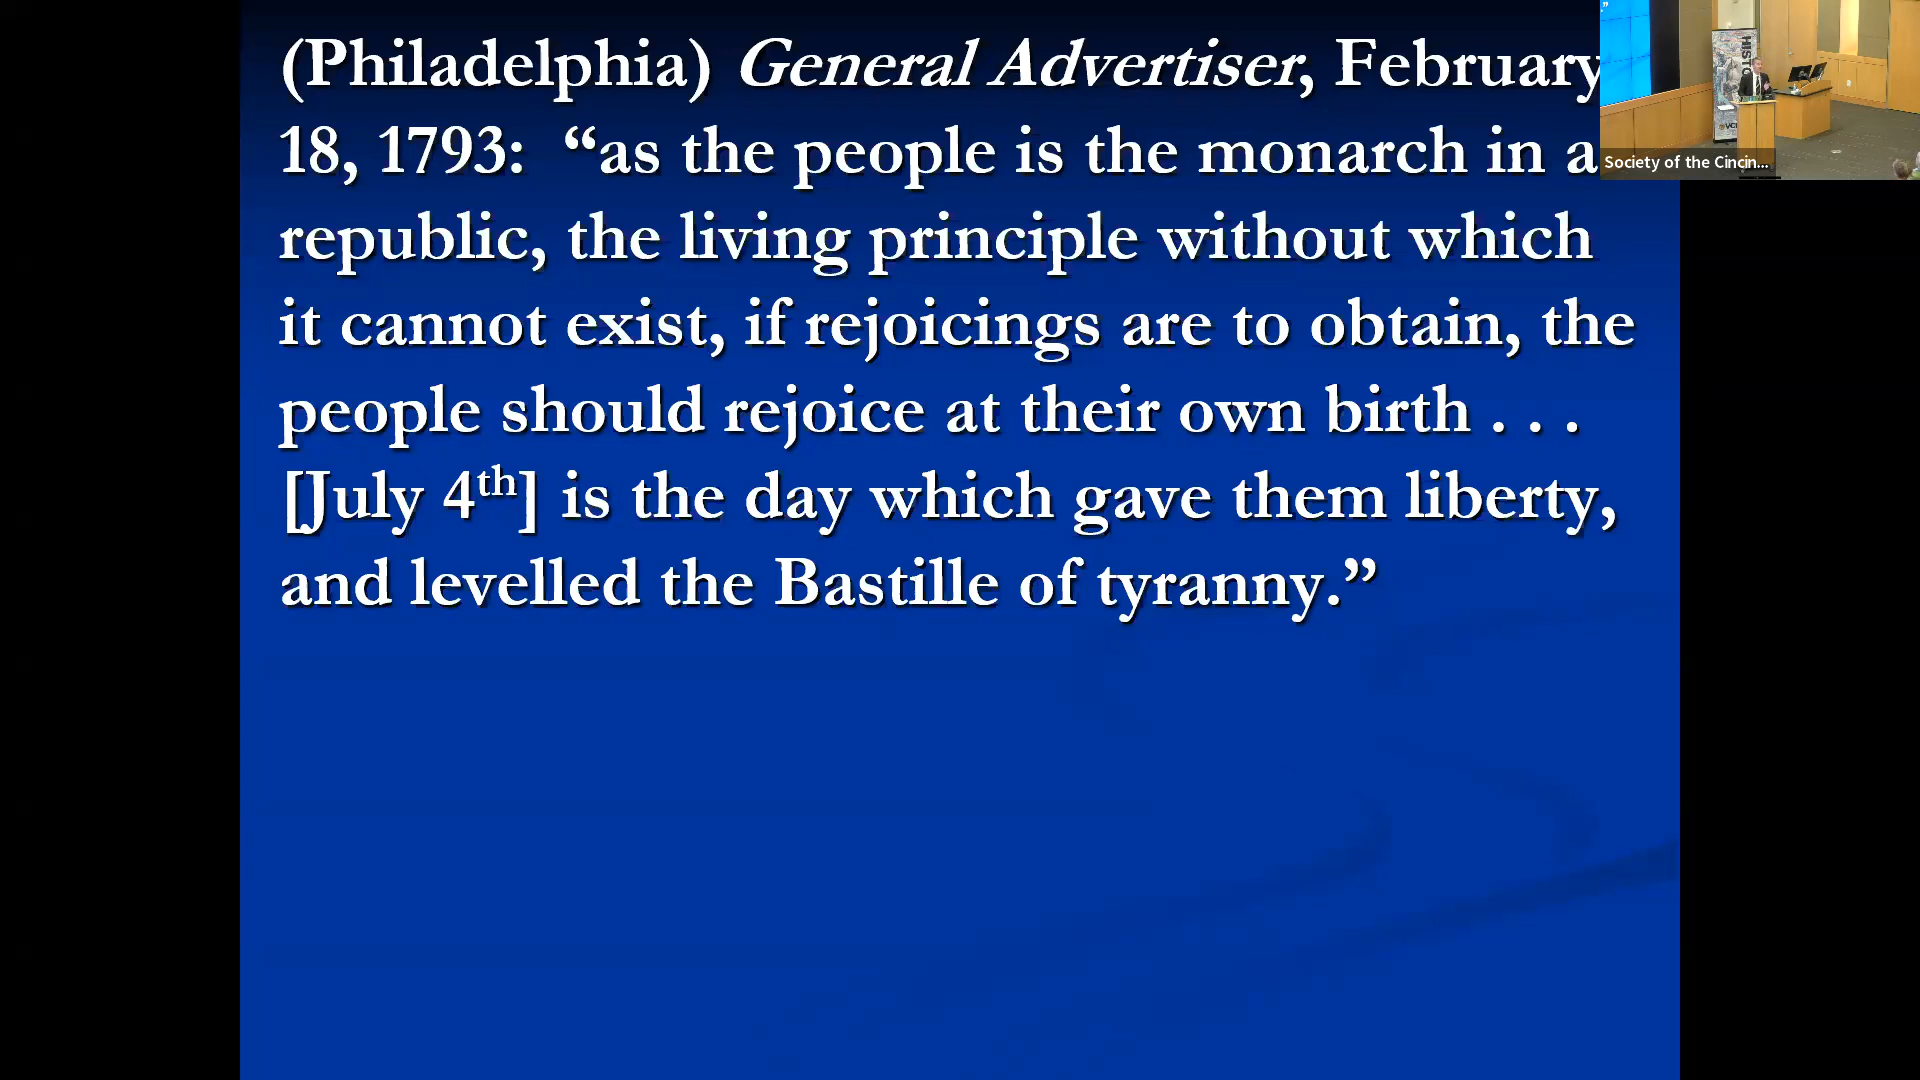 (Philadelphia) General Advertiser, February
18, 1793:  “as the people is the monarch in a
republic, the living principle without which
it cannot exist, if rejoicings are to obtain, the
people should rejoice at their own birth . . .
[July 4th] is the day which gave them liberty,
and levelled the Bastille of tyranny.”
.”
HISTO
VC
Society of the Cincin...